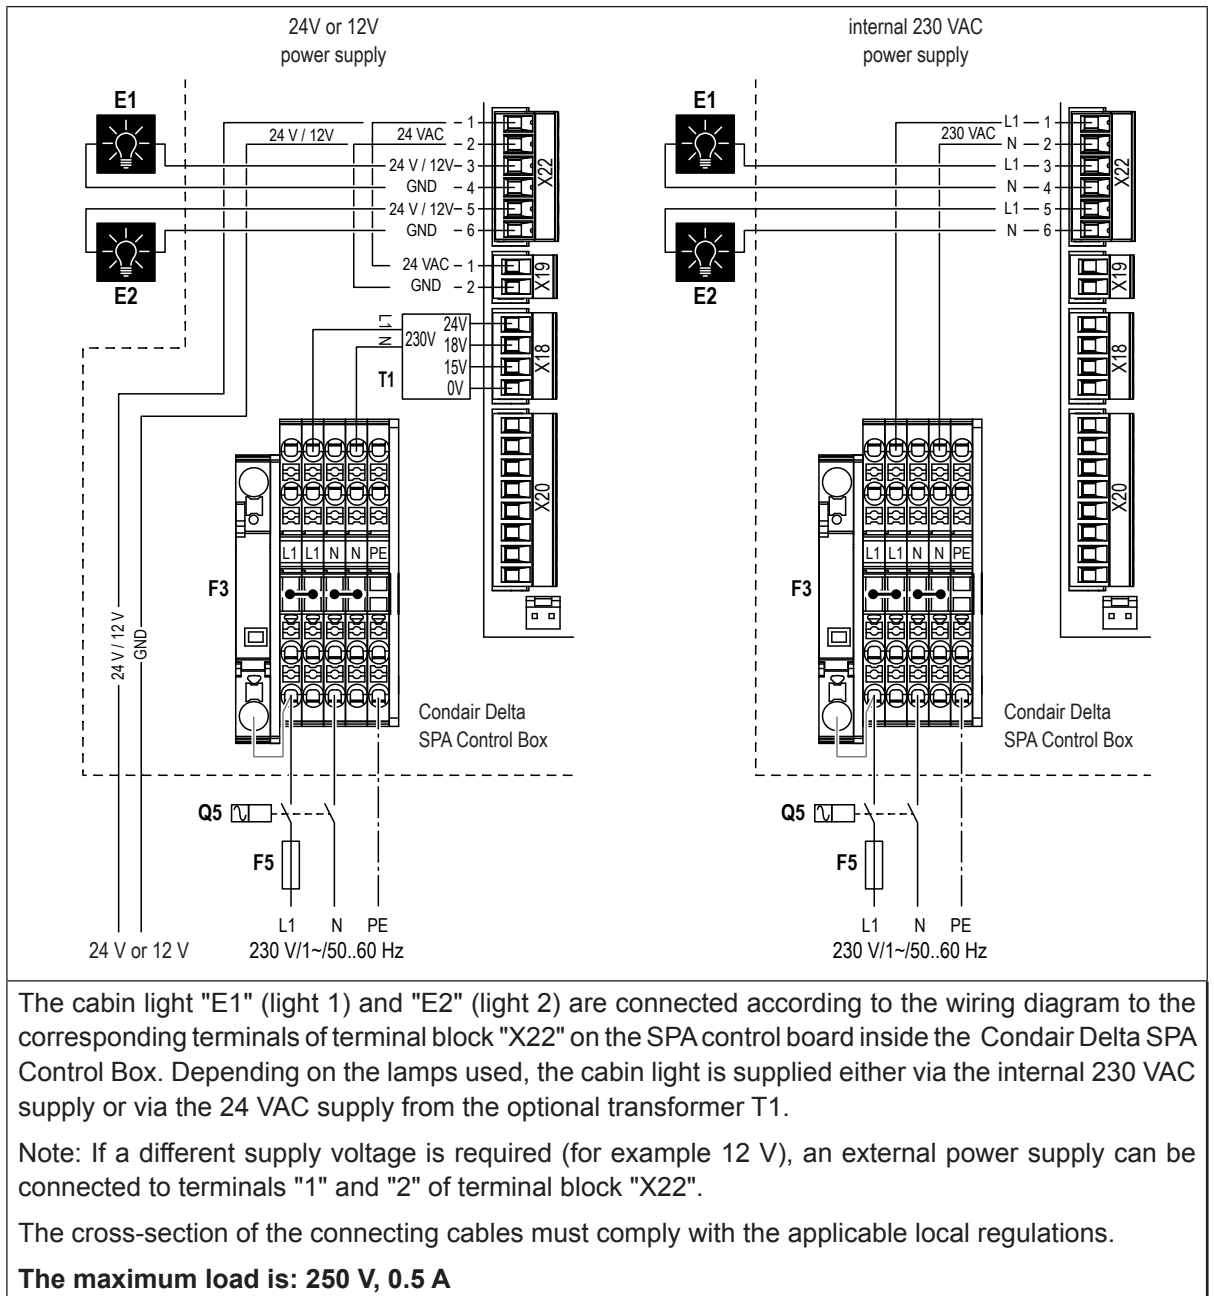 24V or 12V
power supply
internal 230 VAC
power supply
E1
24 V / 12V
24 VAC
1
2
24 V / 12V
3
GND
4
24 V / 12V
5
GND
6
X22
E2
24 VAC
1
GND
2
X19
L1
N
230V
24V
18V
15V
0V
T1
X18
X20
L1 L1 N N PE
F3
24 V / 12 V
GND
Condair Delta
SPA Control Box
Q5
F5
L1 N PE
24 V or 12 V
230 V/1~/50..60 Hz
E1
230 VAC
L1
1
N
2
L1
3
N
4
L1
5
N
6
X22
E2
X19
X18
X20
L1 L1 N N PE
F3
Condair Delta
SPA Control Box
Q5
F5
L1 N PE
230 V/1~/50..60 Hz
The cabin light "E1" (light 1) and "E2" (light 2) are connected according to the wiring diagram to the
corresponding terminals of terminal block "X22" on the SPA control board inside the Condair Delta SPA
Control Box. Depending on the lamps used, the cabin light is supplied either via the internal 230 VAC
supply or via the 24 VAC supply from the optional transformer T1.
Note: If a different supply voltage is required (for example 12 V), an external power supply can be
connected to terminals "1" and "2" of terminal block "X22".
The cross-section of the connecting cables must comply with the applicable local regulations.
The maximum load is: 250 V, 0.5 A